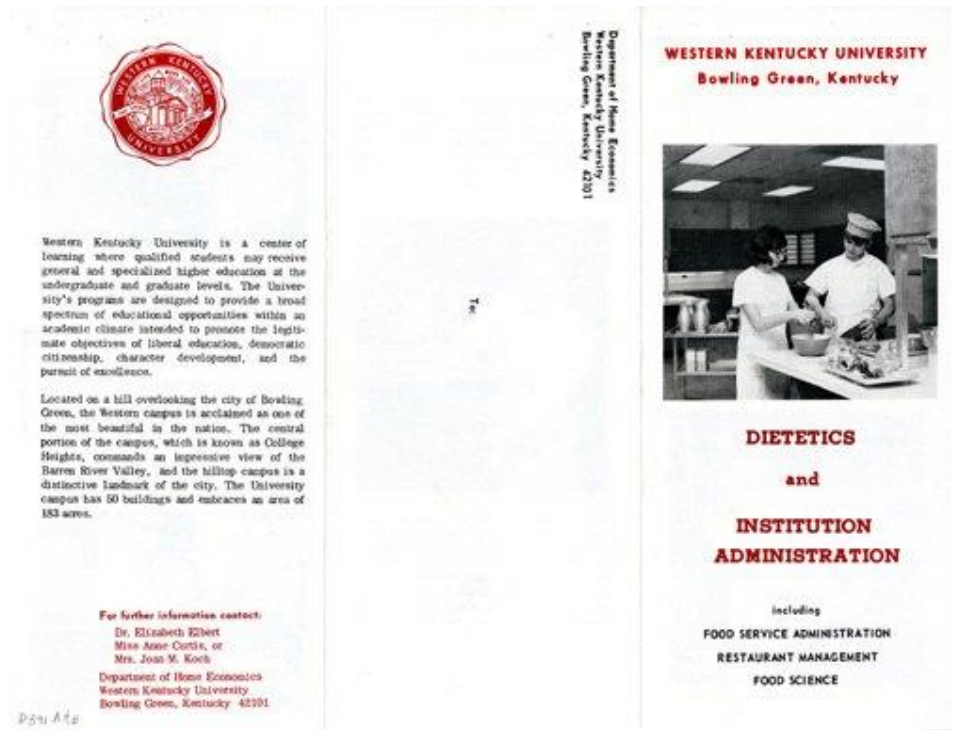 WESTERN KENTUCKY UNIVERSITY
Western Kentucky University is a center of
learning where qualified students may receive
general and specialized higher education at the
undergraduate and graduate levels. The Univer-
sity's programs are designed to provide a broad
spectrum of educational opportunities within an
academic climate intended to promote the legiti-
mate objectives of liberal education, democratic
citizenship, character development, and the
pursuit of excellence.
Located on a hill overlooking the city of Bowling
Green, the Western campus is acclaimed as one of
the most beautiful in the nation. The central
portion of the campus, which is known as College
Heights, commands an impressive view of the
Barren River Valley, and the hilltop campus is a
distinctive landmark of the city. The University
campus has 50 buildings and embraces an area of
183 acres.
For further information contact:
Dr. Elizabeth Elbert
Miss Anne Curtis, or
Mrs. Joan M. Koch
Department of Home Economics
Western Kentucky University
Bowling Green, Kentucky 42101
Department of Home Economics
Western Kentucky University
Bowling Green, Kentucky 42101
To:
WESTERN KENTUCKY UNIVERSITY
Bowling Green, Kentucky
DIETETICS
and
INSTITUTION
ADMINISTRATION
including
FOOD SERVICE ADMINISTRATION
RESTAURANT MANAGEMENT
FOOD SCIENCE